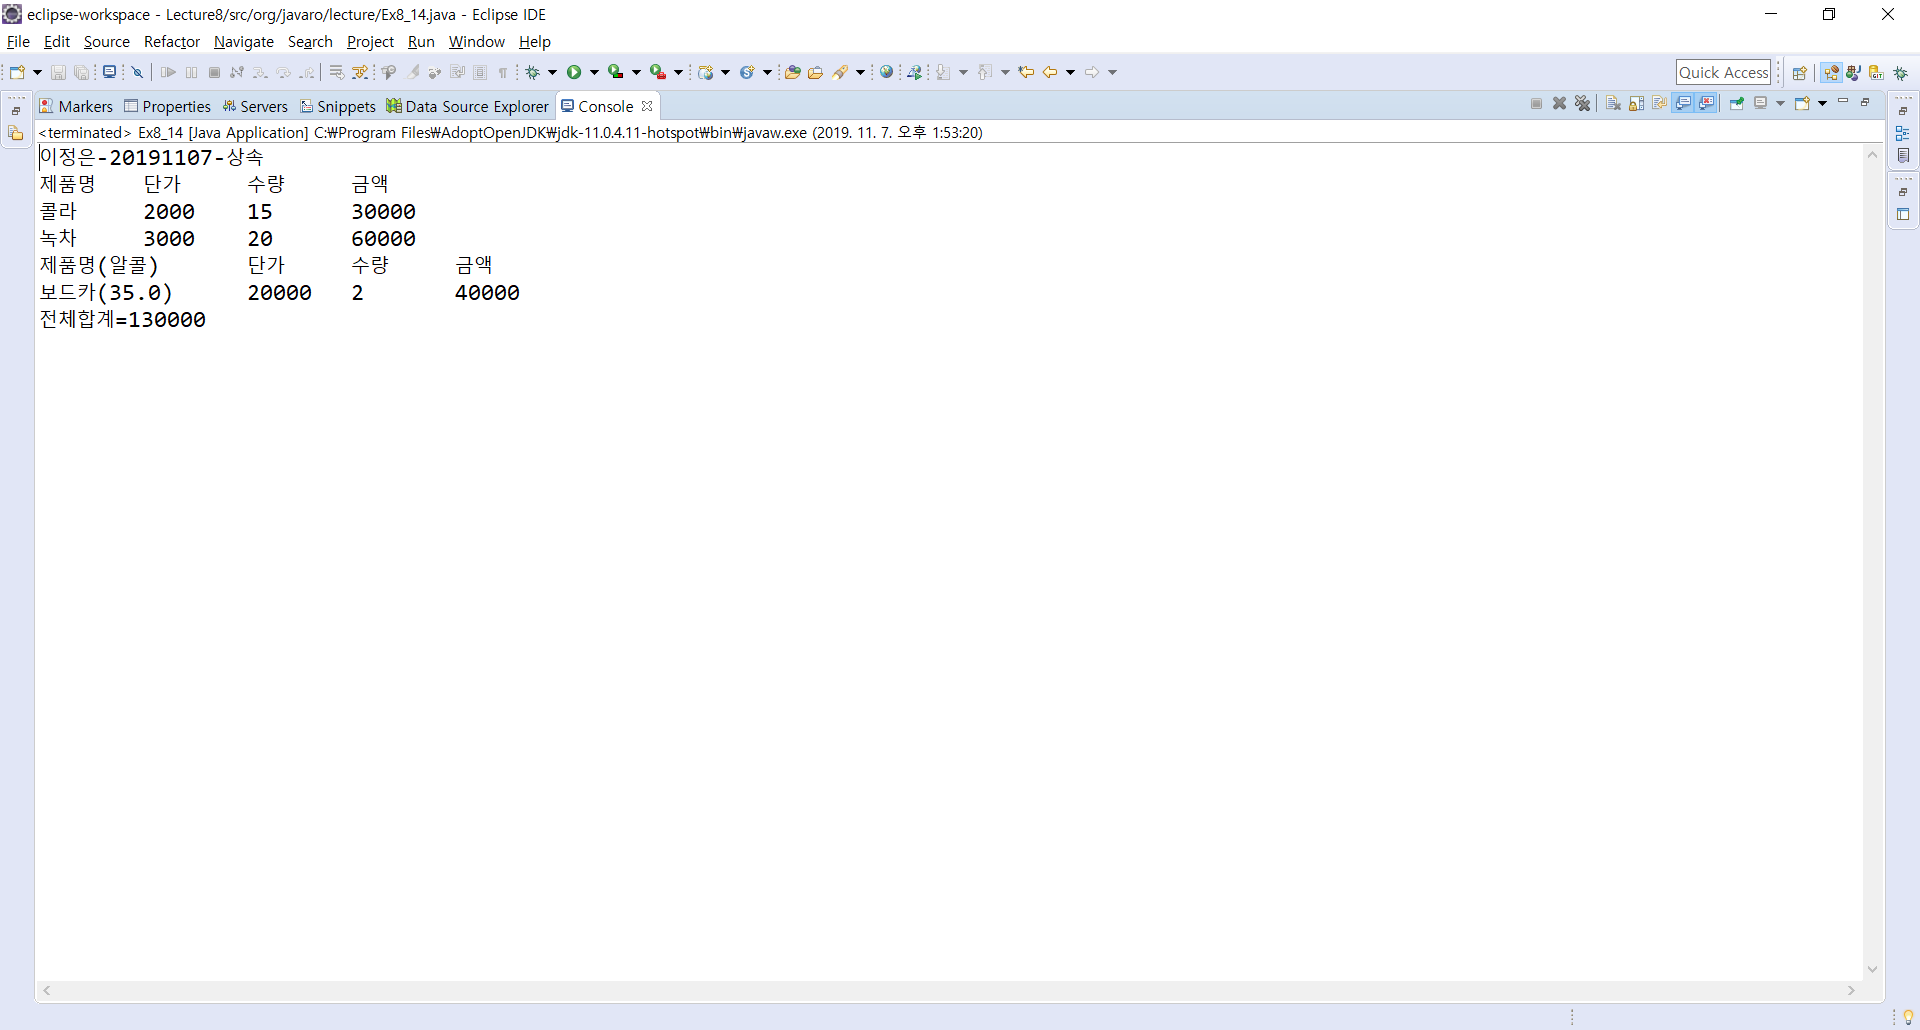 eclipse-workspace - Lecture8/src/org/javaro/lecture/Ex8_14.java - Eclipse IDE
File Edit Source Refactor Navigate Search Project Run Window Help
Quick Access
Markers Properties Servers Snippets Data Source Explorer Console
<terminated> Ex8_14 [Java Application] C:₩Program Files₩AdoptOpenJDK₩jdk-11.0.4.11-hotspot₩bin₩javaw.exe (2019. 11. 7. 오후 1:53:20)
이정은-20191107-상속
제품명 단가 수량 금액
콜라 2000 15 30000
녹차 3000 20 60000
제품명(알콜) 단가 수량 금액
보드카(35.0) 20000 2 40000
전체합계=130000